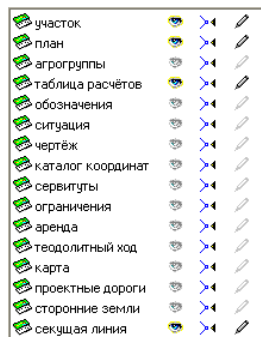 участок
план
агрогруппы
таблица расчётов
обозначения
ситуация
чертёж
каталог координат
сервитуты
ограничения
аренда
теодолитный ход
карта
проектные дороги
сторонние земли
секущая линия